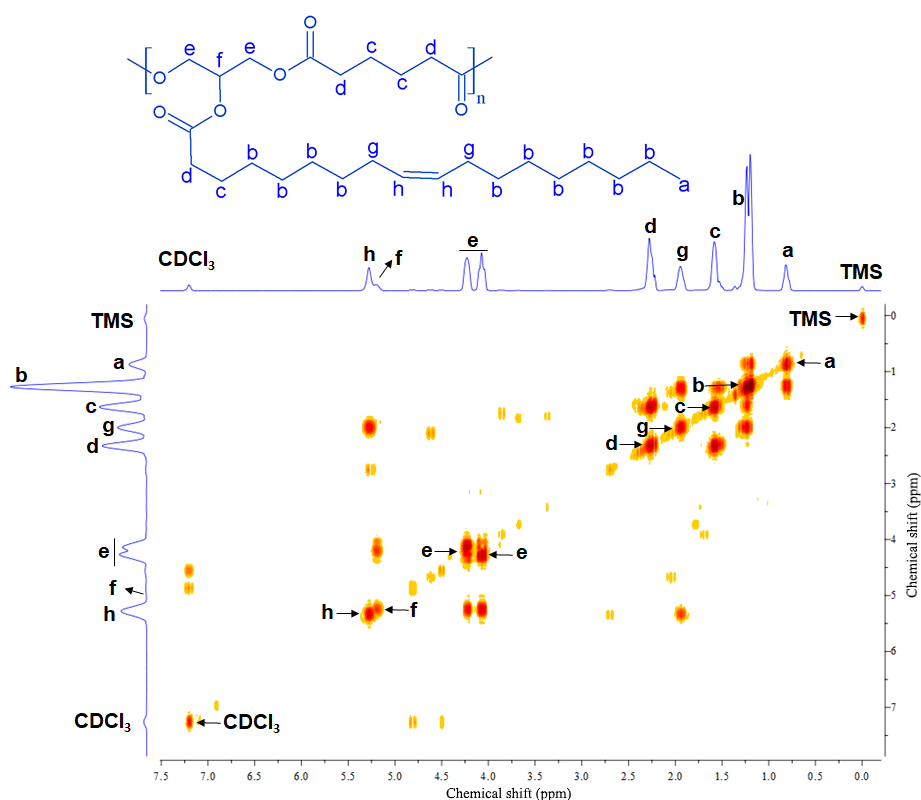 O
e e c d
f
O O d c O
n
O
O
b b g g b b b
d c b b h h b b b a
b
d c
e
h f g a
CDCl3
TMS
TMS
TMS
a
b
c
g
d
e
f
h
CDCl3
a
b
c
g
d
e e
h f
CDCl3
0
1
2
3
4
5
6
7
Chemical shift (ppm)
7.5 7.0 6.5 6.0 5.5 5.0 4.5 4.0 3.5 3.0 2.5 2.0 1.5 1.0 0.5 0.0
Chemical shift (ppm)